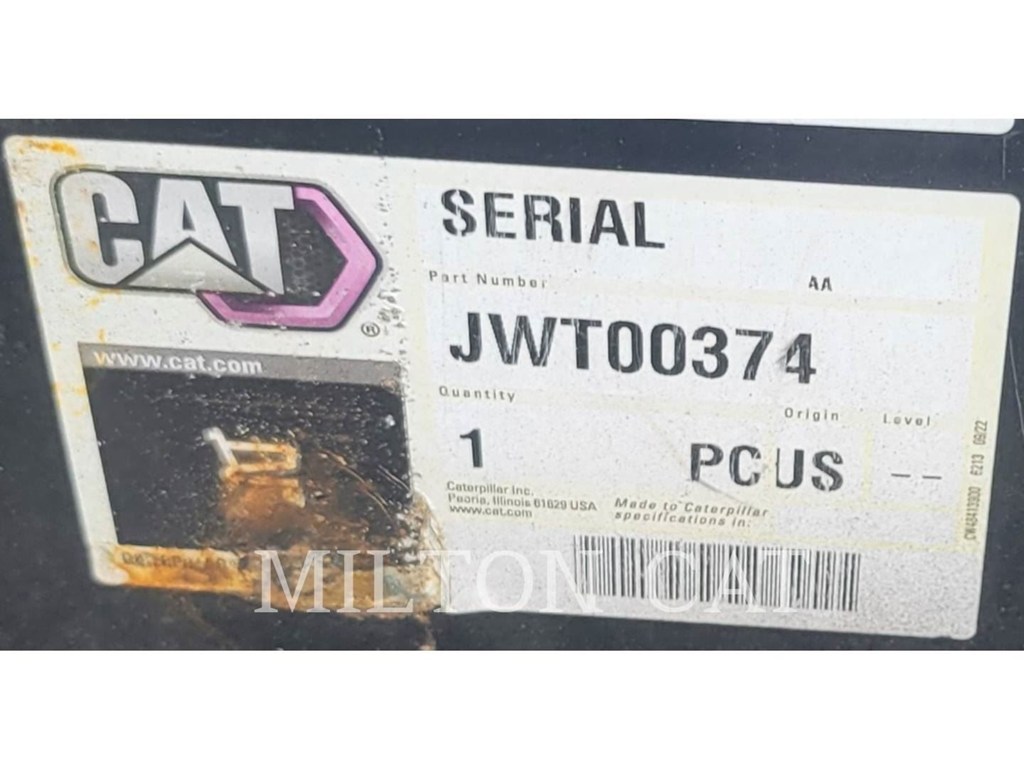 CAT
®
www.cat.com
SERIAL
Part Number AA
JWT00374
Quantity Origin Level
1 PC US --
Caterpillar Inc.
Peoria, Illinois 61629 USA
www.cat.com
Made to Caterpillar
specifications in:
E213 09/22
MILTON CAT